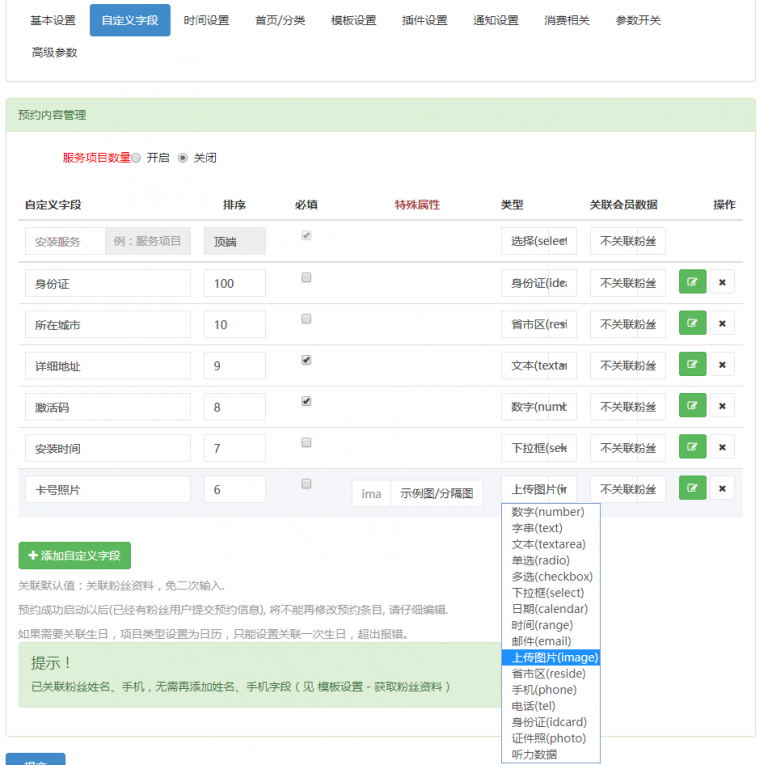 基本设置 自定义字段 时间设置 首页/分类 模板设置 插件设置 通知设置 消费相关 参数开关
高级参数
预约内容管理
服务项目数量 开启 关闭
自定义字段 排序 必填 特殊属性 类型 关联会员数据 操作
安装服务 例：服务项目 顶端 选择(select 不关联粉丝
身份证 100 身份证(idca 不关联粉丝
所在城市 10 省市区(resi 不关联粉丝
详细地址 9 文本(textar 不关联粉丝
激活码 8 数字(numb 不关联粉丝
安装时间 7 下拉框(sele 不关联粉丝
卡号照片 6 ima 示例图/分隔图 上传图片(ir 不关联粉丝
数字(number)
字串(text)
文本(textarea)
单选(radio)
多选(checkbox)
下拉框(select)
日期(calendar)
时间(range)
邮件(email)
上传图片(image)
省市区(reside)
手机(phone)
电话(tel)
身份证(idcard)
证件照(photo)
听力数据
添加自定义字段
关联默认值：关联粉丝资料，免二次输入.
预约成功启动以后(已经有粉丝用户提交预约信息), 将不能再修改预约条目, 请仔细编辑.
如果需要关联生日，项目类型设置为日历，只能设置关联一次生日，超出报错。
提示！
已关联粉丝姓名、手机，无需再添加姓名、手机字段（见 模板设置 - 获取粉丝资料）
提交